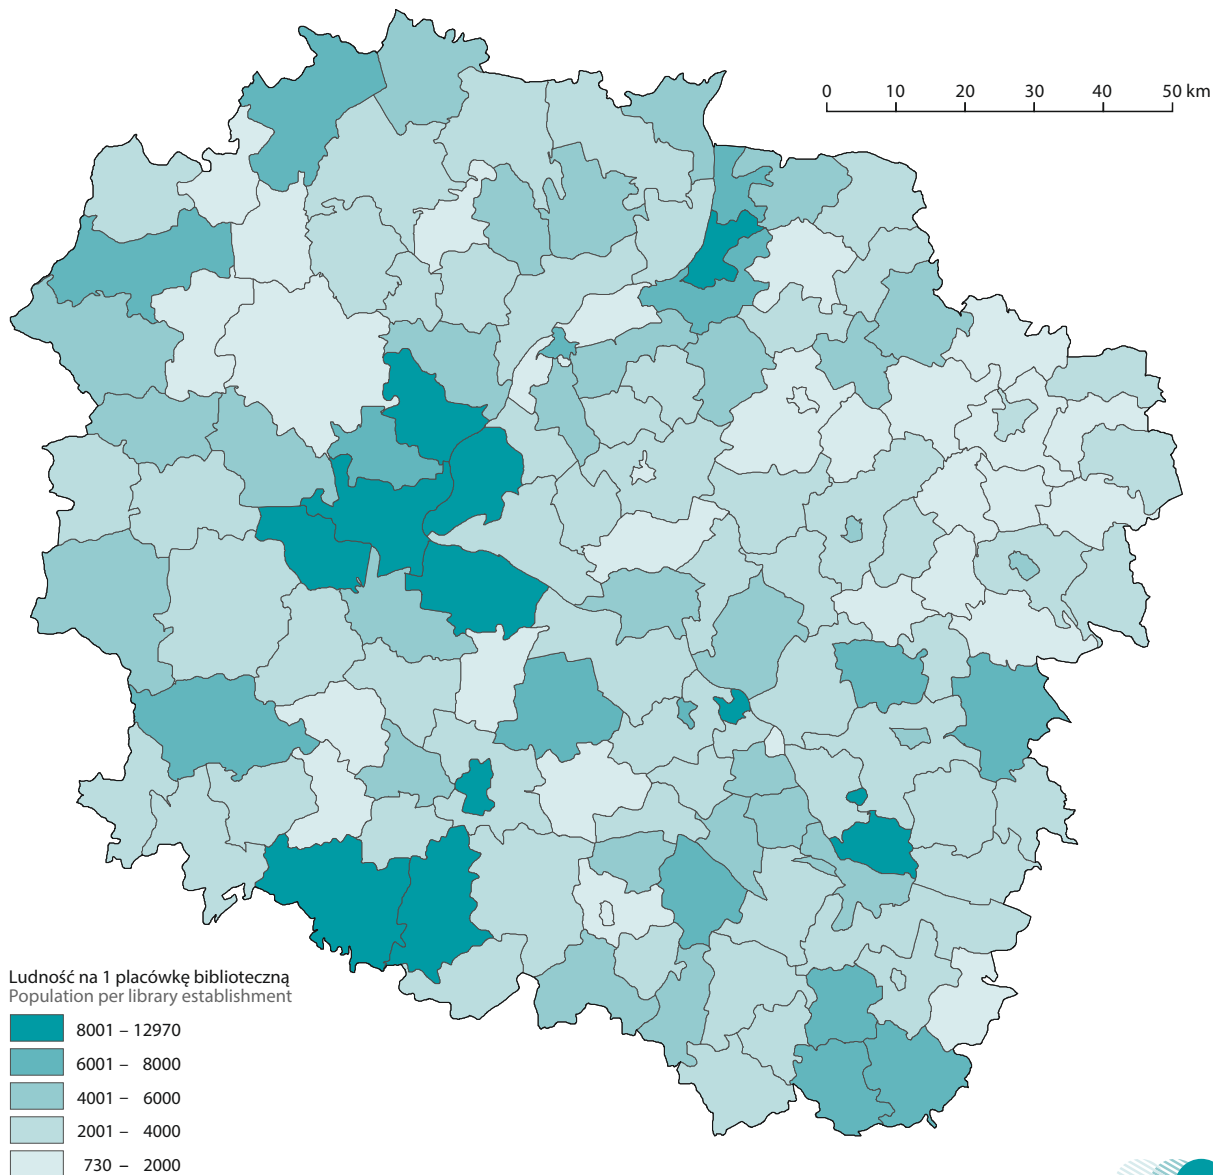 0 10 20 30 40 50 km
Ludność na 1 placówkę biblioteczną
Population per library establishment
8001 – 12970
6001 – 8000
4001 – 6000
2001 – 4000
730 – 2000